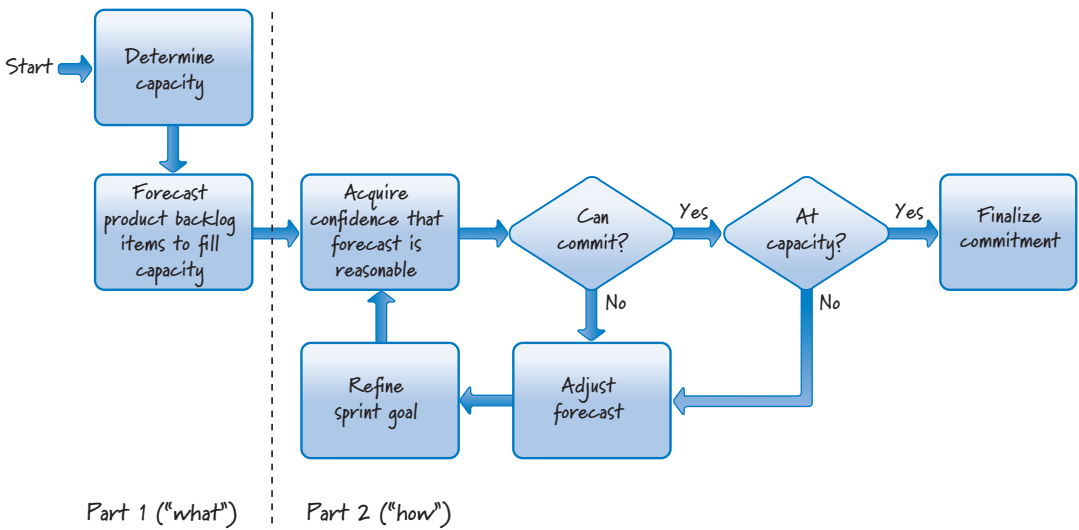 Start
Determine
capacity
Forecast
product backlog
items to fill
capacity
Acquire
confidence that
forecast is
reasonable
Can
commit?
Yes
At
capacity?
Yes
Finalize
commitment
No
No
Refine
sprint goal
Adjust
forecast
Part 1 ("what")
Part 2 ("how")